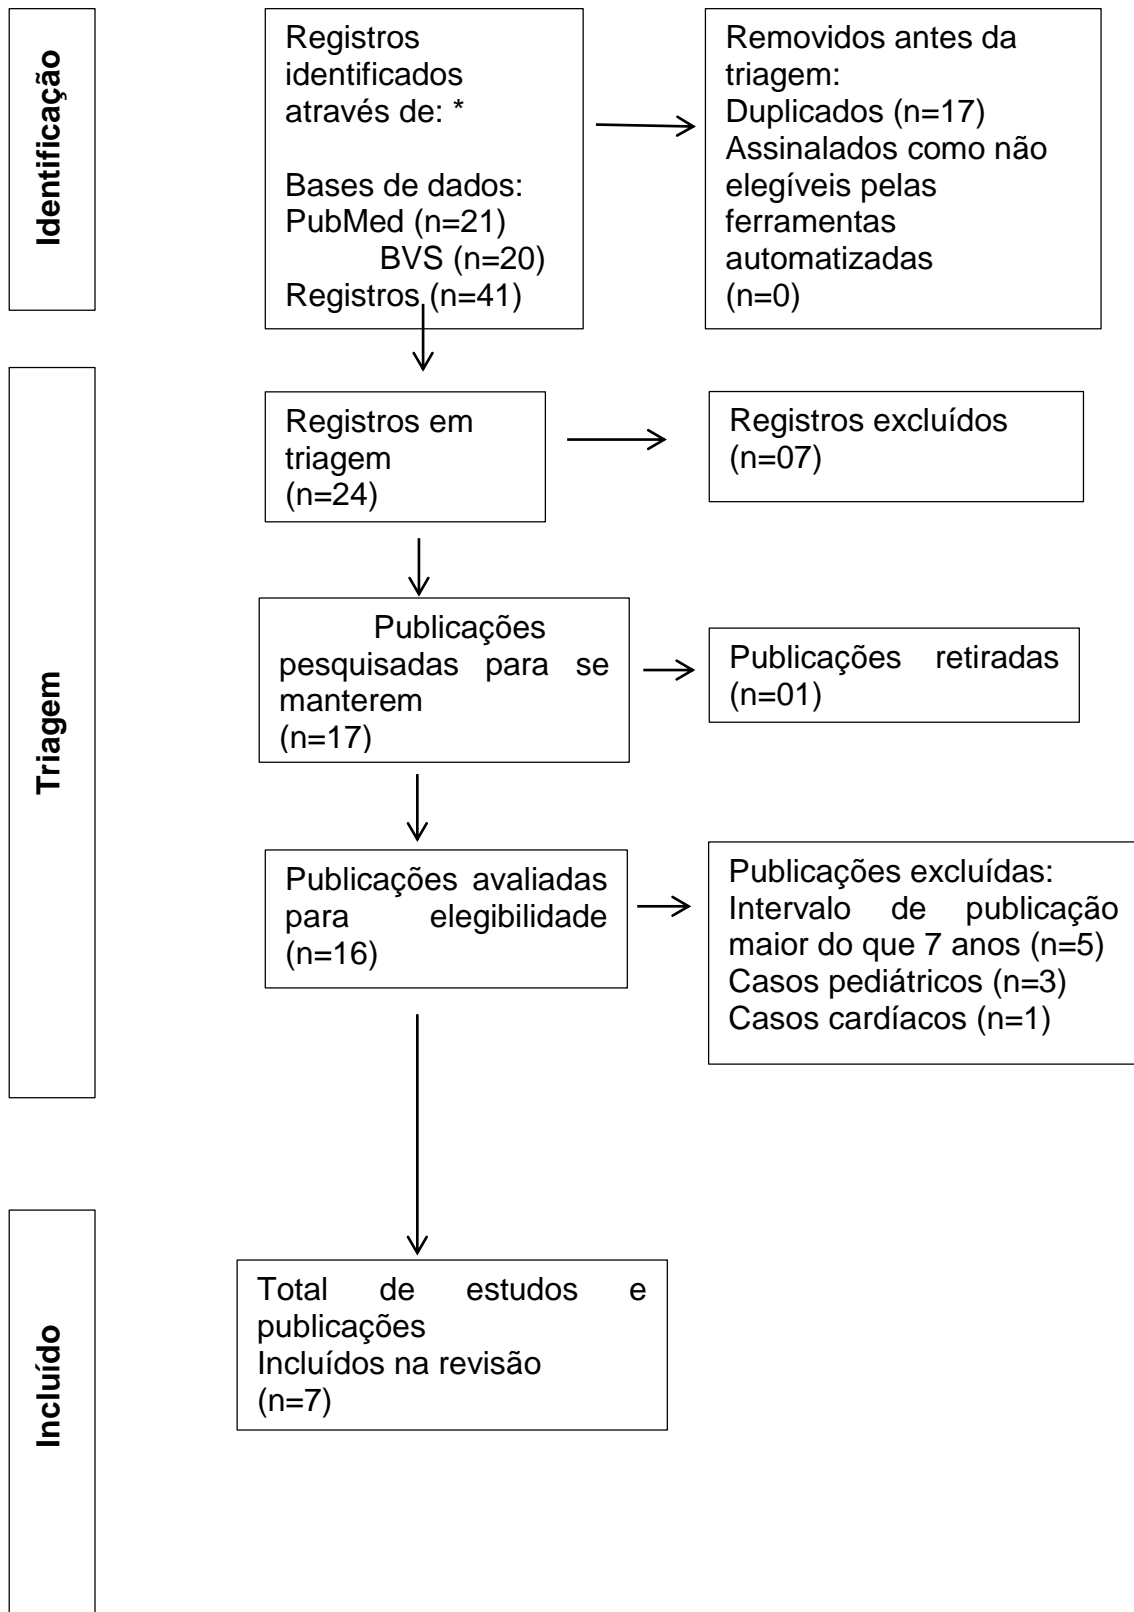 Identificação
Registros
identificados
através de: *
Bases de dados:
PubMed (n=21)
BVS (n=20)
Registros (n=41)
Removidos antes da
triagem:
Duplicados (n=17)
Assinalados como não
elegíveis pelas
ferramentas
automatizadas
(n=0)
Triagem
Registros em
triagem
(n=24)
Registros excluídos
(n=07)
Publicações
pesquisadas para se
manterem
(n=17)
Publicações retiradas
(n=01)
Publicações avaliadas
para elegibilidade
(n=16)
Publicações excluídas:
Intervalo de publicação
maior do que 7 anos (n=5)
Casos pediátricos (n=3)
Casos cardíacos (n=1)
Incluído
Total de estudos e
publicações
Incluídos na revisão
(n=7)